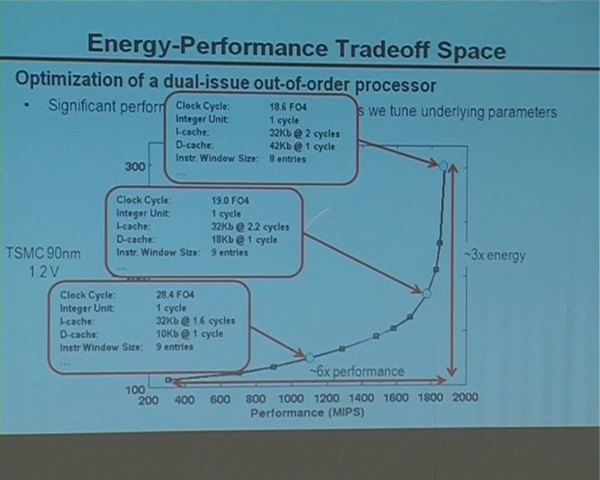 Energy-Performance Tradeoff Space
Optimization of a dual-issue out-of-order processor
• Significant perfor s we tune underlying parameters
Clock Cycle: 18.6 FO4
Integer Unit: 1 cycle
I-cache: 32Kb @ 2 cycles
D-cache: 42Kb @ 1 cycle
Instr. Window Size: 8 entries
...
300
Clock Cycle: 19.0 FO4
Integer Unit: 1 cycle
I-cache: 32Kb @ 2.2 cycles
D-cache: 18Kb @ 1 cycle
Instr. Window Size: 9 entries
...
TSMC 90nm
1.2 V
~3x energy
Clock Cycle: 28.4 FO4
Integer Unit: 1 cycle
I-cache: 32Kb @ 1.6 cycles
D-cache: 10Kb @ 1 cycle
Instr Window Size: 9 entries
...
~6x performance
100
200 400 600 800 1000 1200 1400 1600 1800 2000
Performance (MIPS)